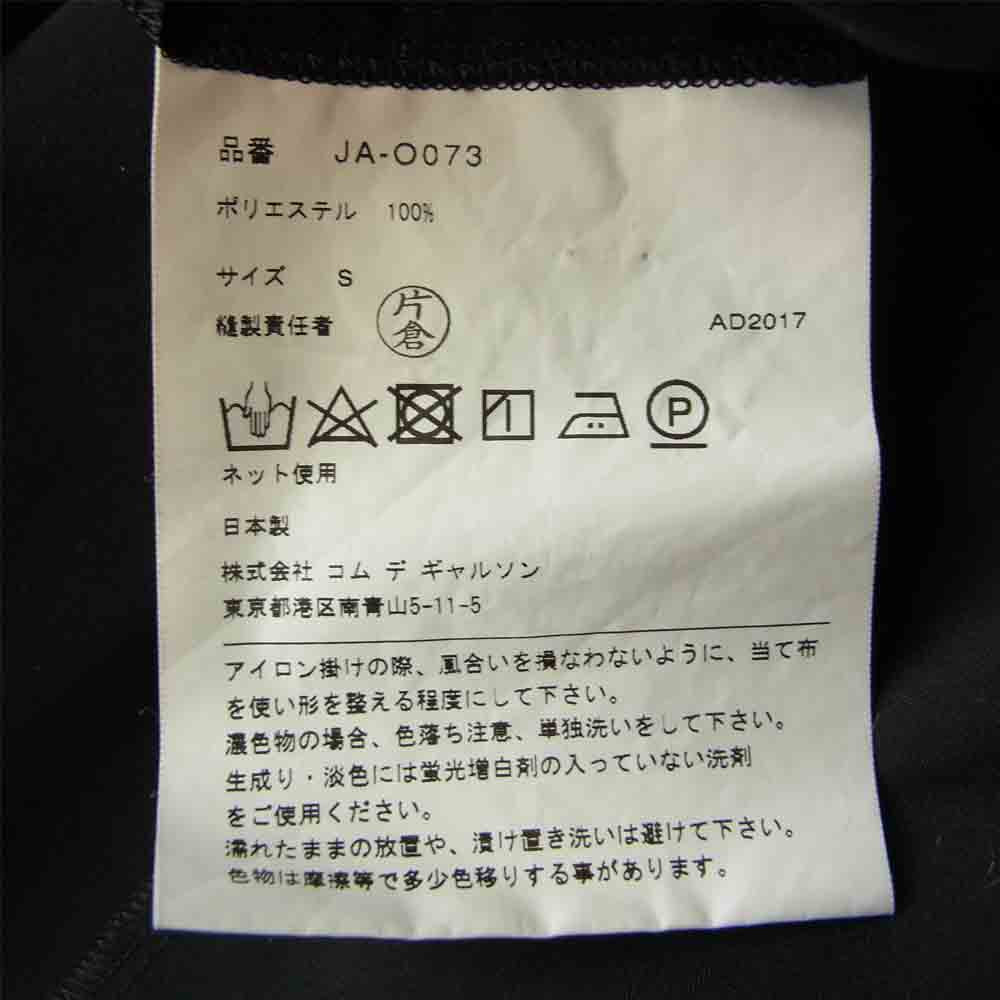 品番 JA-O073
ポリエステル 100%
サイズ S
縫製責任者 片倉 AD2017
P
ネット使用
日本製
株式会社 コム デ ギャルソン
東京都港区南青山5-11-5
アイロン掛けの際、風合いを損なわないように、当て布
を使い形を整える程度にして下さい。
濃色物の場合、色落ち注意、単独洗いをして下さい。
生成り・淡色には蛍光増白剤の入っていない洗剤
をご使用ください。
濡れたままの放置や、漬け置き洗いは避けて下さい。
色物は摩擦等で多少色移りする事があります。